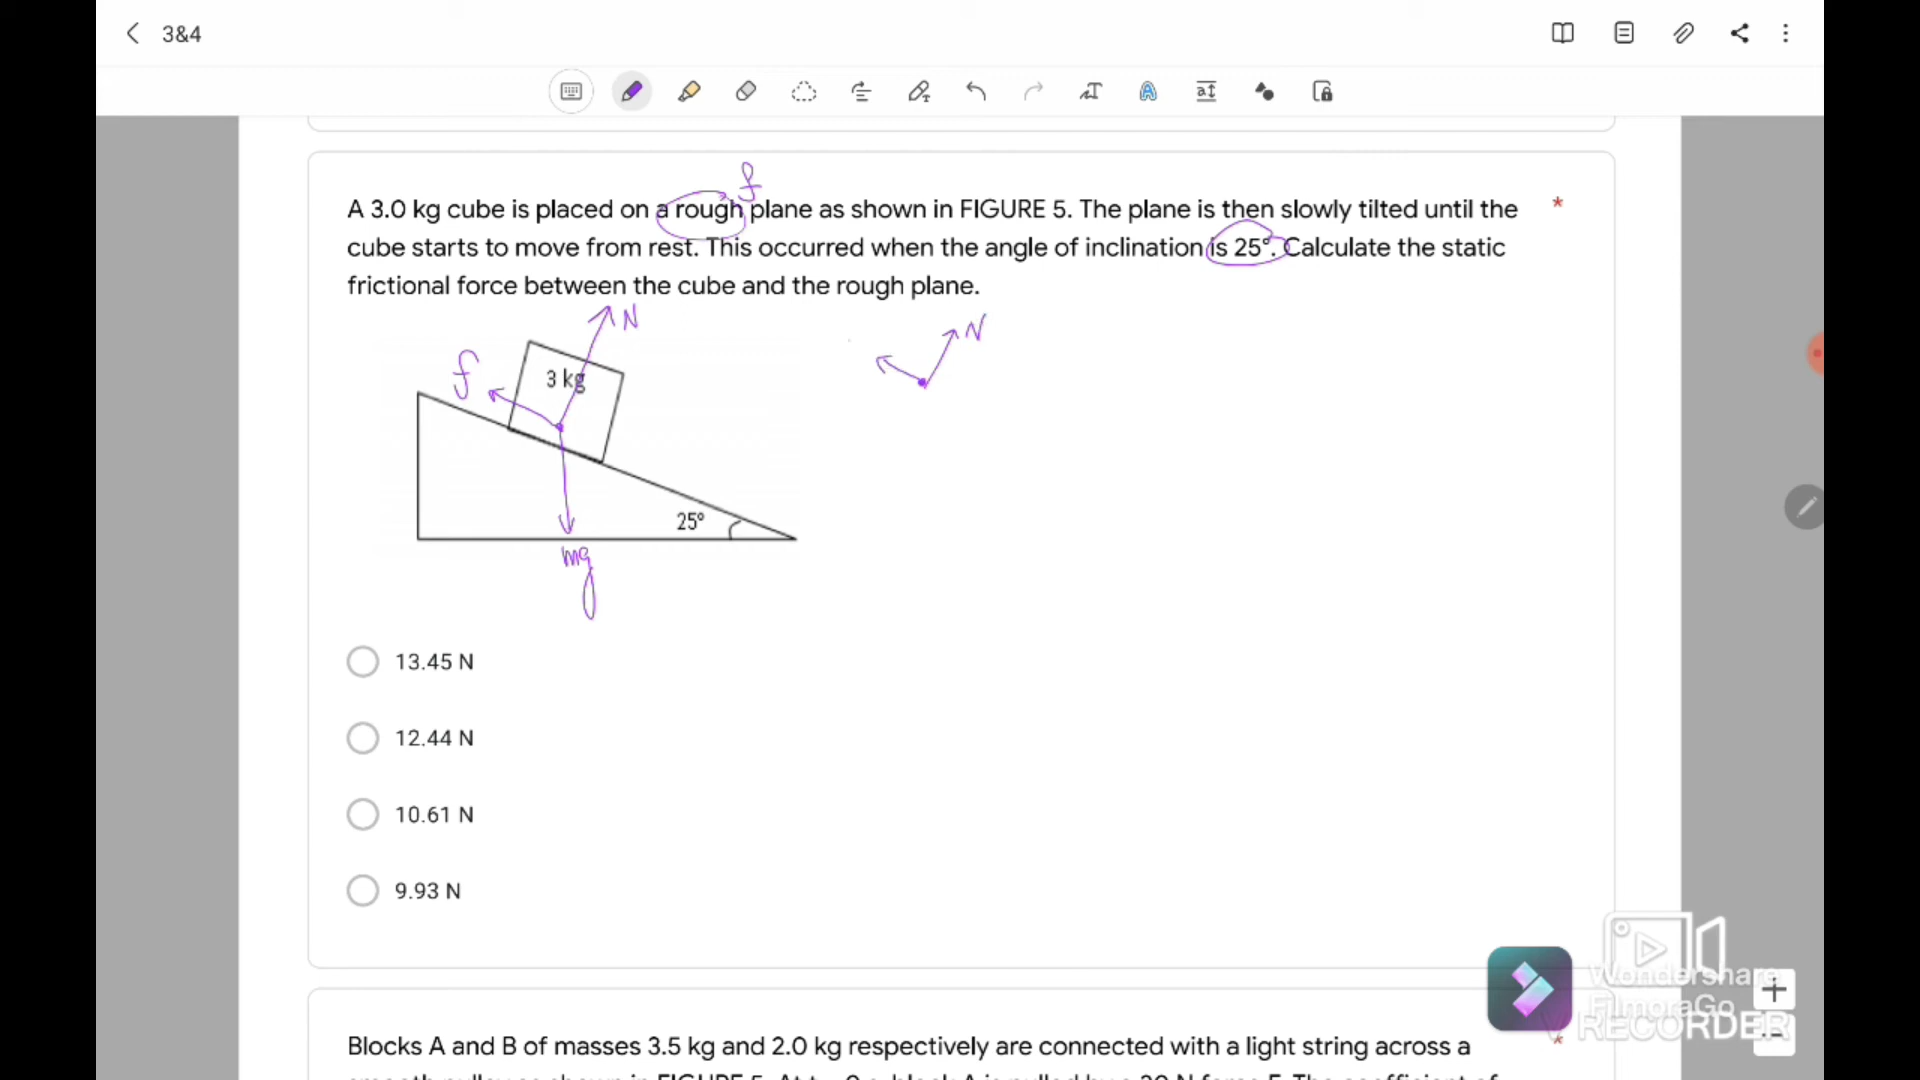 3&4
A 3.0 kg cube is placed on a rough plane as shown in FIGURE 5. The plane is then slowly tilted until the *
cube starts to move from rest. This occurred when the angle of inclination is 25°. Calculate the static
frictional force between the cube and the rough plane.
f
N
N
f
3 kg
25°
mg
13.45 N
12.44 N
10.61 N
9.93 N
Wondershare
FilmoraGo
RECORDER
Blocks A and B of masses 3.5 kg and 2.0 kg respectively are connected with a light string across a *